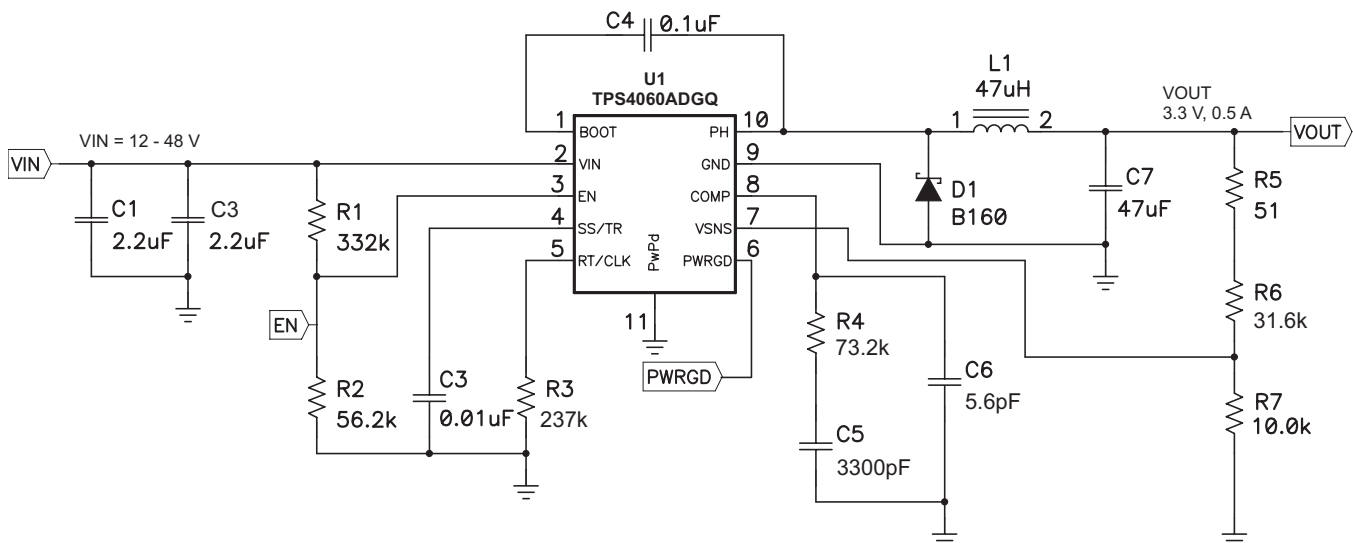 C4
0.1uF
U1
TPS4060ADGQ
L1
47uH
VOUT
3.3 V, 0.5 A
1
BOOT
PH
10
1
2
VOUT
VIN = 12 - 48 V
VIN
2
VIN
GND
9
3
EN
COMP
8
4
SS/TR
VSNS
7
5
RT/CLK
PWRGD
6
PwPd
11
C1
2.2uF
C3
2.2uF
R1
332k
D1
B160
C7
47uF
R5
51
EN
R6
31.6k
R4
73.2k
PWRGD
R2
56.2k
C3
0.01uF
R3
237k
C6
5.6pF
R7
10.0k
C5
3300pF